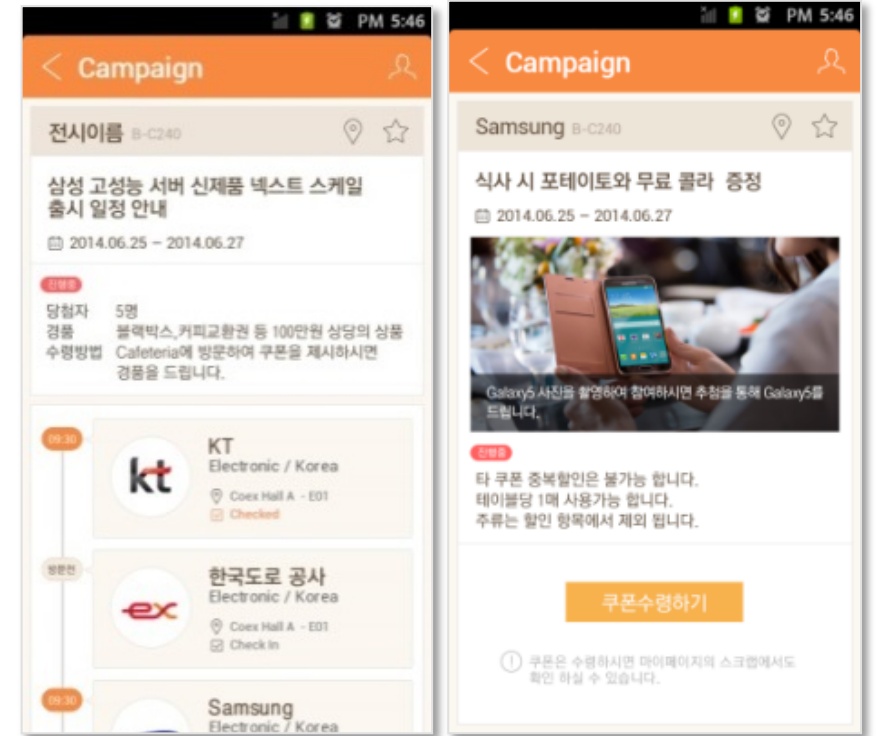 PM 5:46
Campaign
전시이름 B-C240
삼성 고성능 서버 신제품 넥스트 스케일
출시 일정 안내
2014.06.25 - 2014.06.27
진행중
당첨자 5명
경품 블랙박스,커피교환권 등 100만원 상당의 상품
수령방법 Cafeteria에 방문하여 쿠폰을 제시하시면
경품을 드립니다.
09:30
kt
KT
Electronic / Korea
Coex Hall A - E01
Checked
방문전
ex
한국도로 공사
Electronic / Korea
Coex Hall A - E01
Check In
09:30
Samsung
Electronic / Korea
PM 5:46
Campaign
Samsung B-C240
식사 시 포테이토와 무료 콜라 증정
2014.06.25 - 2014.06.27
Galaxy5 사진을 촬영하여 참여하시면 추첨을 통해 Galaxy5를
드립니다.
진행중
타 쿠폰 중복할인은 불가능 합니다.
테이블당 1매 사용가능 합니다.
주류는 할인 항목에서 제외 됩니다.
쿠폰수령하기
쿠폰은 수령하시면 마이페이지의 스크랩에서도
확인 하실 수 있습니다.